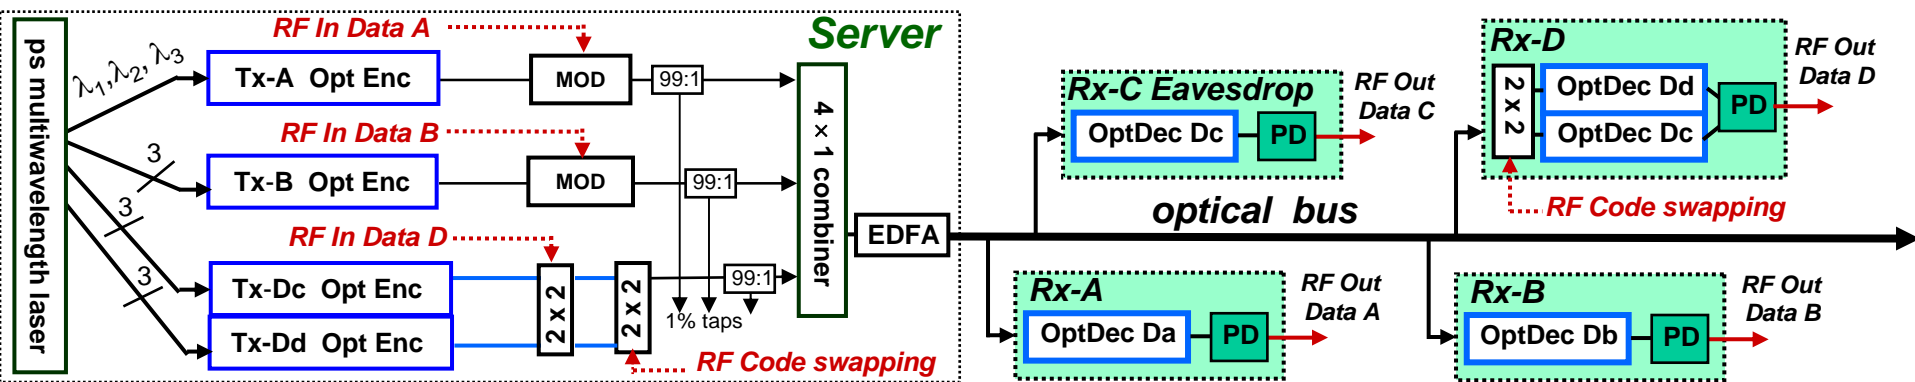 ps multiwavelength laser
λ1,λ2, λ3
3
3
3
Tx-A Opt Enc
Tx-B Opt Enc
Tx-Dc Opt Enc
Tx-Dd Opt Enc
RF In Data A
MOD
RF In Data B
MOD
RF In Data D
2 x 2
2 x 2
RF Code swapping
99:1
99:1
99:1
1% taps
Server
4 × 1 combiner
EDFA
optical bus
Rx-C Eavesdrop
OptDec Dc
PD
RF Out
Data C
Rx-D
2 x 2
OptDec Dd
OptDec Dc
PD
RF Out
Data D
RF Code swapping
Rx-A
OptDec Da
PD
RF Out
Data A
Rx-B
OptDec Db
PD
RF Out
Data B